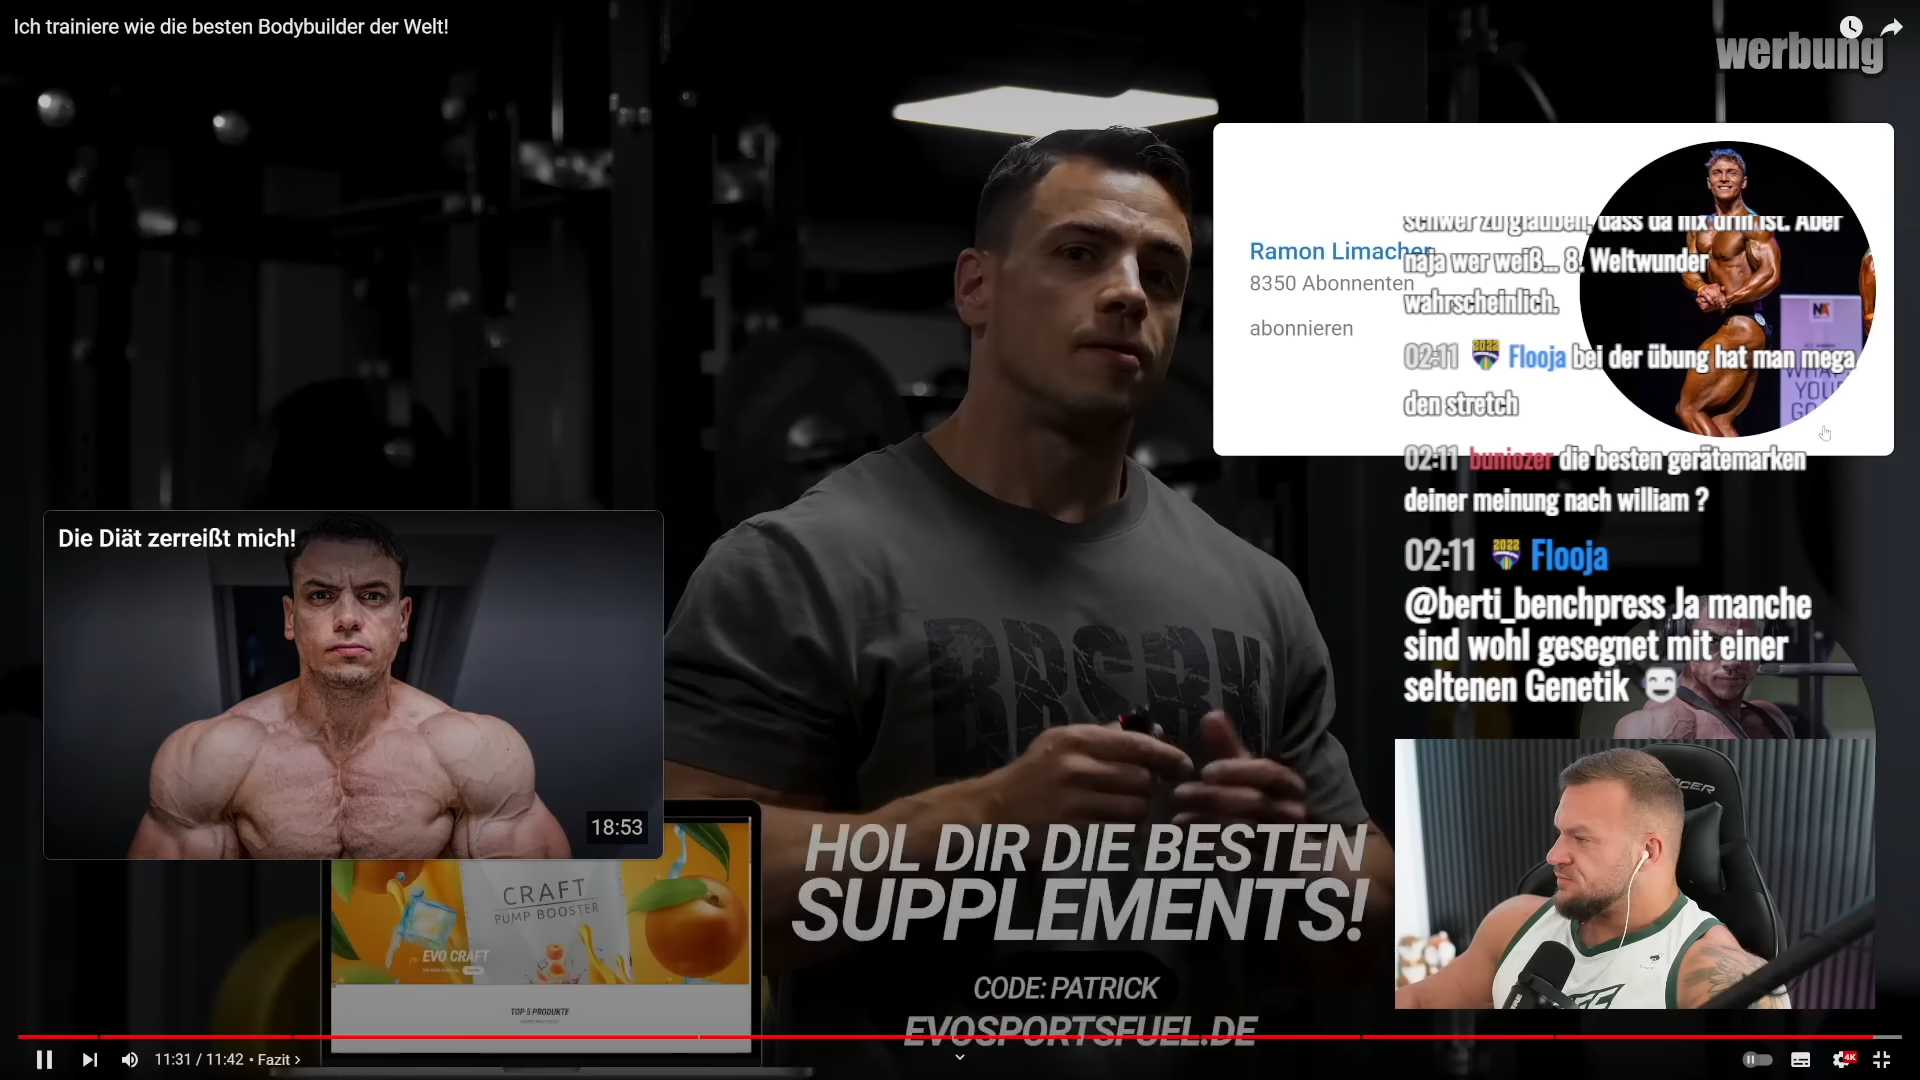 Ich trainiere wie die besten Bodybuilder der Welt!
werbung
Ramon Limacher
8350 Abonnenten
abonnieren
schwer zu glauben, dass da nix drin ist. Aber
naja wer weiß... 8. Weltwunder
wahrscheinlich.
02:11 Flooja bei der übung hat man mega
den stretch
02:11 buniozer die besten gerätemarken
deiner meinung nach william ?
02:11 Flooja
@berti_benchpress Ja manche
sind wohl gesegnet mit einer
seltenen Genetik 😄
Die Diät zerreißt mich!
18:53
CRAFT
PUMP BOOSTER
EVO CRAFT
TOP 5 PRODUKTE
HOL DIR DIE BESTEN
SUPPLEMENTS!
CODE: PATRICK
EVOSPORTSFUEL.DE
11:31 / 11:42 • Fazit >
4K